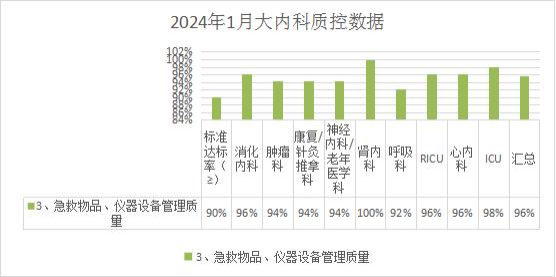 2024年1月大内科质控数据
102%
100%
98%
96%
94%
92%
90%
88%
86%
84%
标准达标率（≥）
消化内科
肿瘤科
康复/针灸推拿科
神经内科/老年医学科
肾内科
呼吸科
RICU
心内科
ICU
汇总
3、急救物品、仪器设备管理质量
90% 96% 94% 94% 94% 100% 92% 96% 96% 98% 96%
3、急救物品、仪器设备管理质量